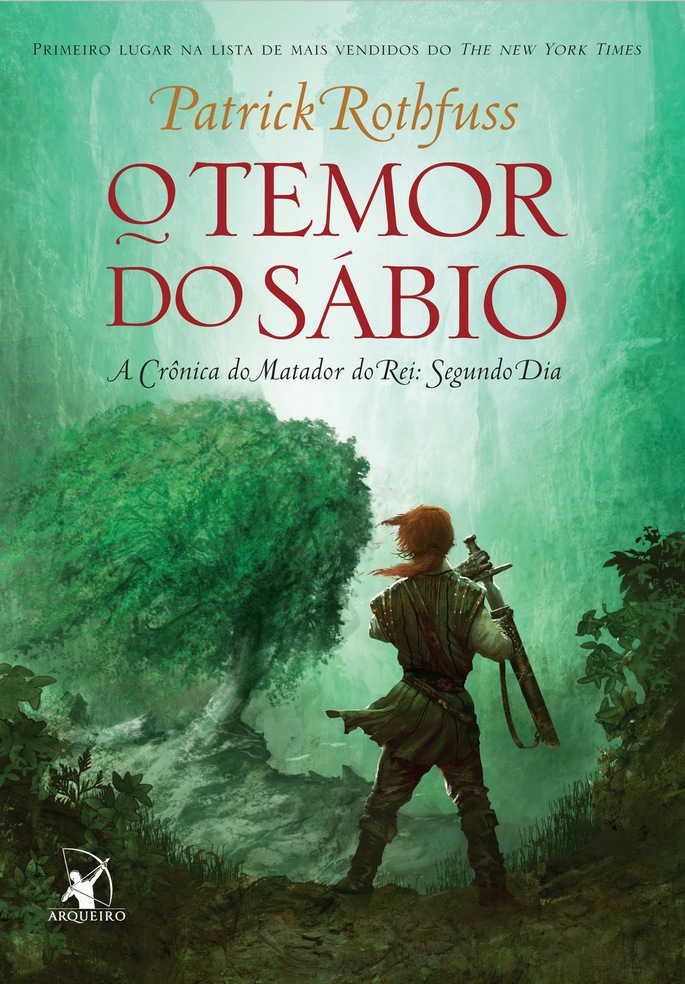 PRIMEIRO LUGAR NA LISTA DE MAIS VENDIDOS DO THE NEW YORK TIMES
Patrick Rothfuss
O TEMOR
DO SÁBIO
A Crônica do Matador do Rei: Segundo Dia
ARQUEIRO